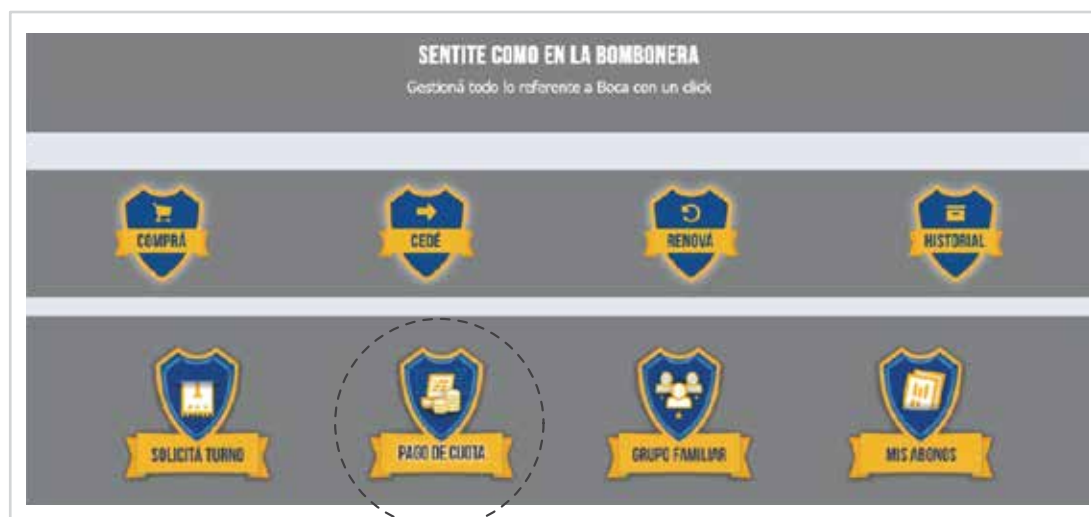 SENTITE COMO EN LA BOMBONERA
Gestioná todo lo referente a Boca con un click
COMPRÁ
CEDÉ
RENOVÁ
HISTORIAL
SOLICITÁ TURNO
PAGO DE CUOTA
GRUPO FAMILIAR
MIS ABONOS